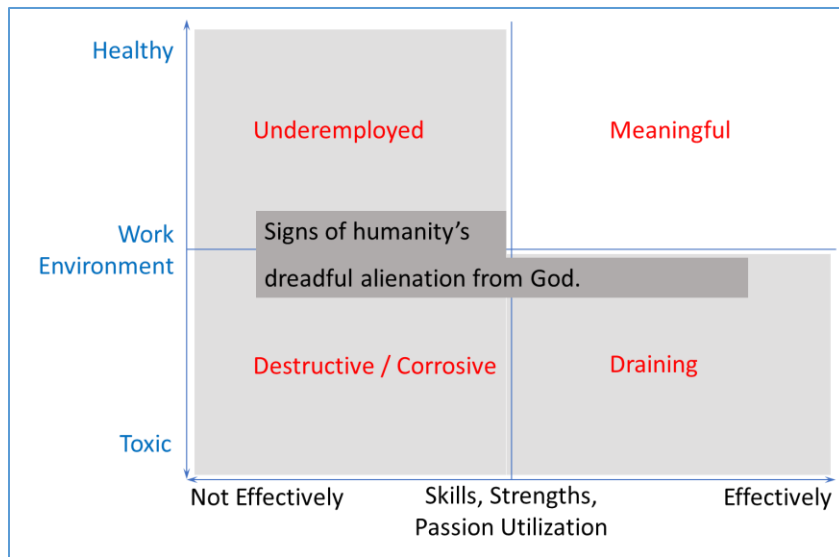 Healthy
Underemployed
Meaningful
Signs of humanity’s
Work
Environment
dreadful alienation from God.
Destructive / Corrosive
Draining
Toxic
Not Effectively
Skills, Strengths,
Passion Utilization
Effectively